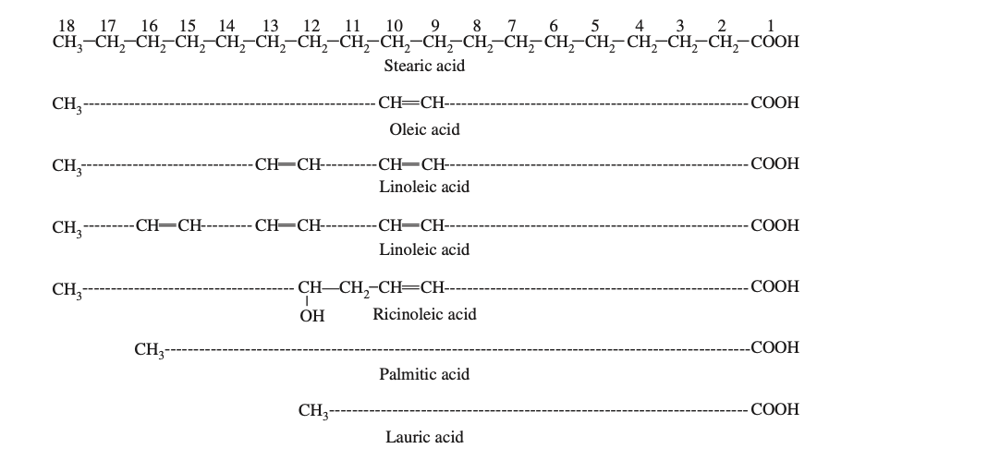 18 17 16 15 14 13 12 11 10 9 8 7 6 5 4 3 2 1
CH₃–CH₂–CH₂–CH₂–CH₂–CH₂–CH₂–CH₂–CH₂–CH₂–CH₂–CH₂–CH₂–CH₂–CH₂–CH₂–CH₂–COOH
Stearic acid
CH₃---CH=CH---COOH
Oleic acid
CH₃---CH=CH---CH=CH---COOH
Linoleic acid
CH₃---CH=CH---CH=CH---CH=CH---COOH
Linoleic acid
CH₃---CH–CH₂–CH=CH---COOH
OH Ricinoleic acid
CH₃---COOH
Palmitic acid
CH₃---COOH
Lauric acid